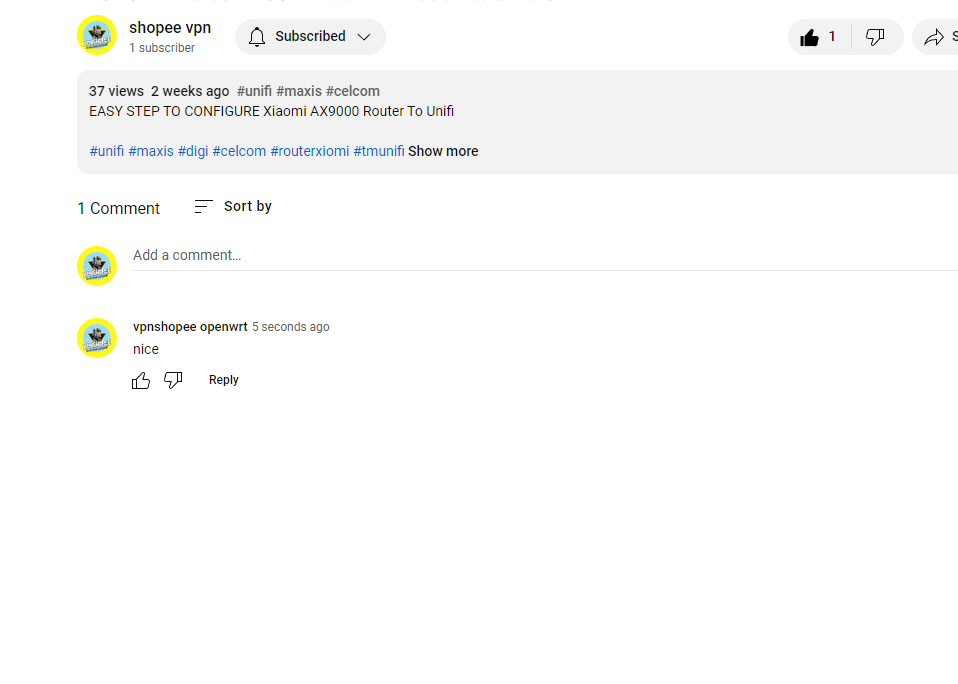 shopee vpn
1 subscriber
Subscribed
1
37 views 2 weeks ago #unifi #maxis #celcom
EASY STEP TO CONFIGURE Xiaomi AX9000 Router To Unifi
#unifi #maxis #digi #celcom #routerxiomi #tmunifi Show more
1 Comment
Sort by
Add a comment...
vpnshopee openwrt 5 seconds ago
nice
Reply